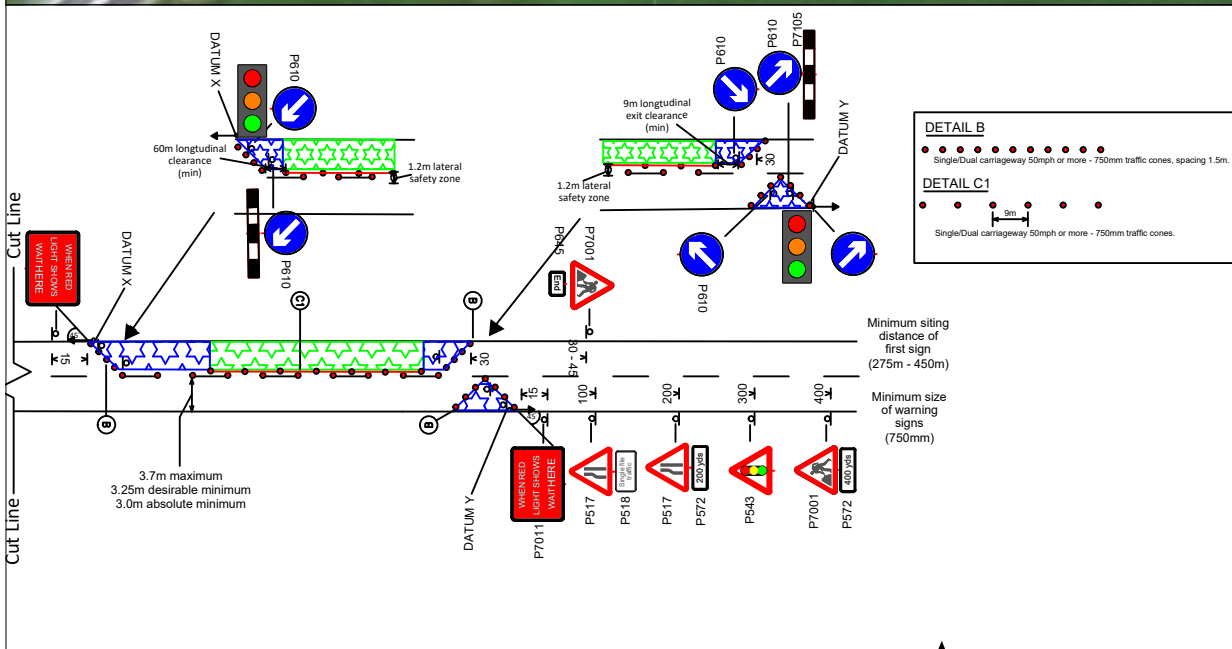 DATUM X
P610
60m longtudinal
clearance
(min)
1.2m lateral
safety zone
P610
P610
P610
P7105
9m longtudinal
exit clearance
(min)
30
DATUM Y
1.2m lateral
safety zone
P610
DETAIL B
Single/Dual carriageway 50mph or more - 750mm traffic cones, spacing 1.5m.
DETAIL C1
9m
Single/Dual carriageway 50mph or more - 750mm traffic cones.
Cut Line
Cut Line
WHEN RED
LIGHT SHOWS
WAIT HERE
DATUM X
45
15
B
C1
B
30
P7001
P645
End
30 - 45
Minimum siting
distance of
first sign
(275m - 450m)
Minimum size
of warning
signs
(750mm)
B
3.7m maximum
3.25m desirable minimum
3.0m absolute minimum
DATUM Y
15
45
100
200
300
400
WHEN RED
LIGHT SHOWS
WAIT HERE
P7011
Single file
traffic
P517
P518
200 yds
P517
P572
P543
400 yds
P7001
P572